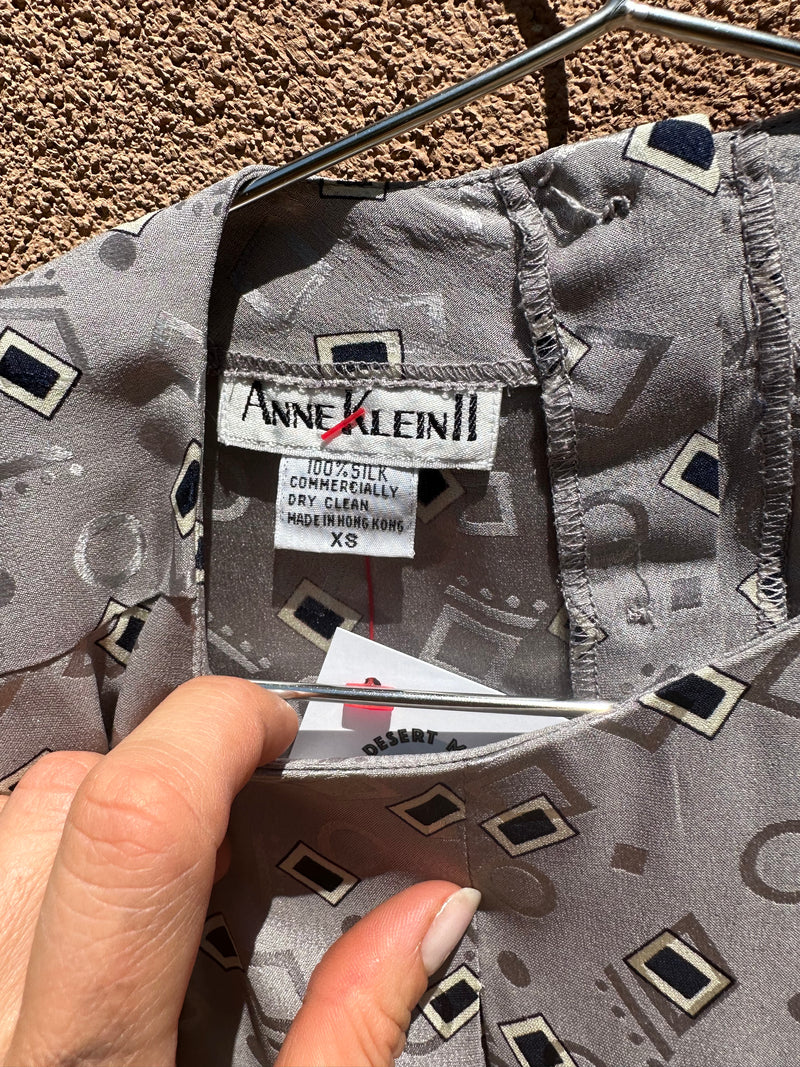 ANNE KLEIN II
100% SILK
COMMERCIALLY
DRY CLEAN
MADE IN HONG KONG
XS
DESERT